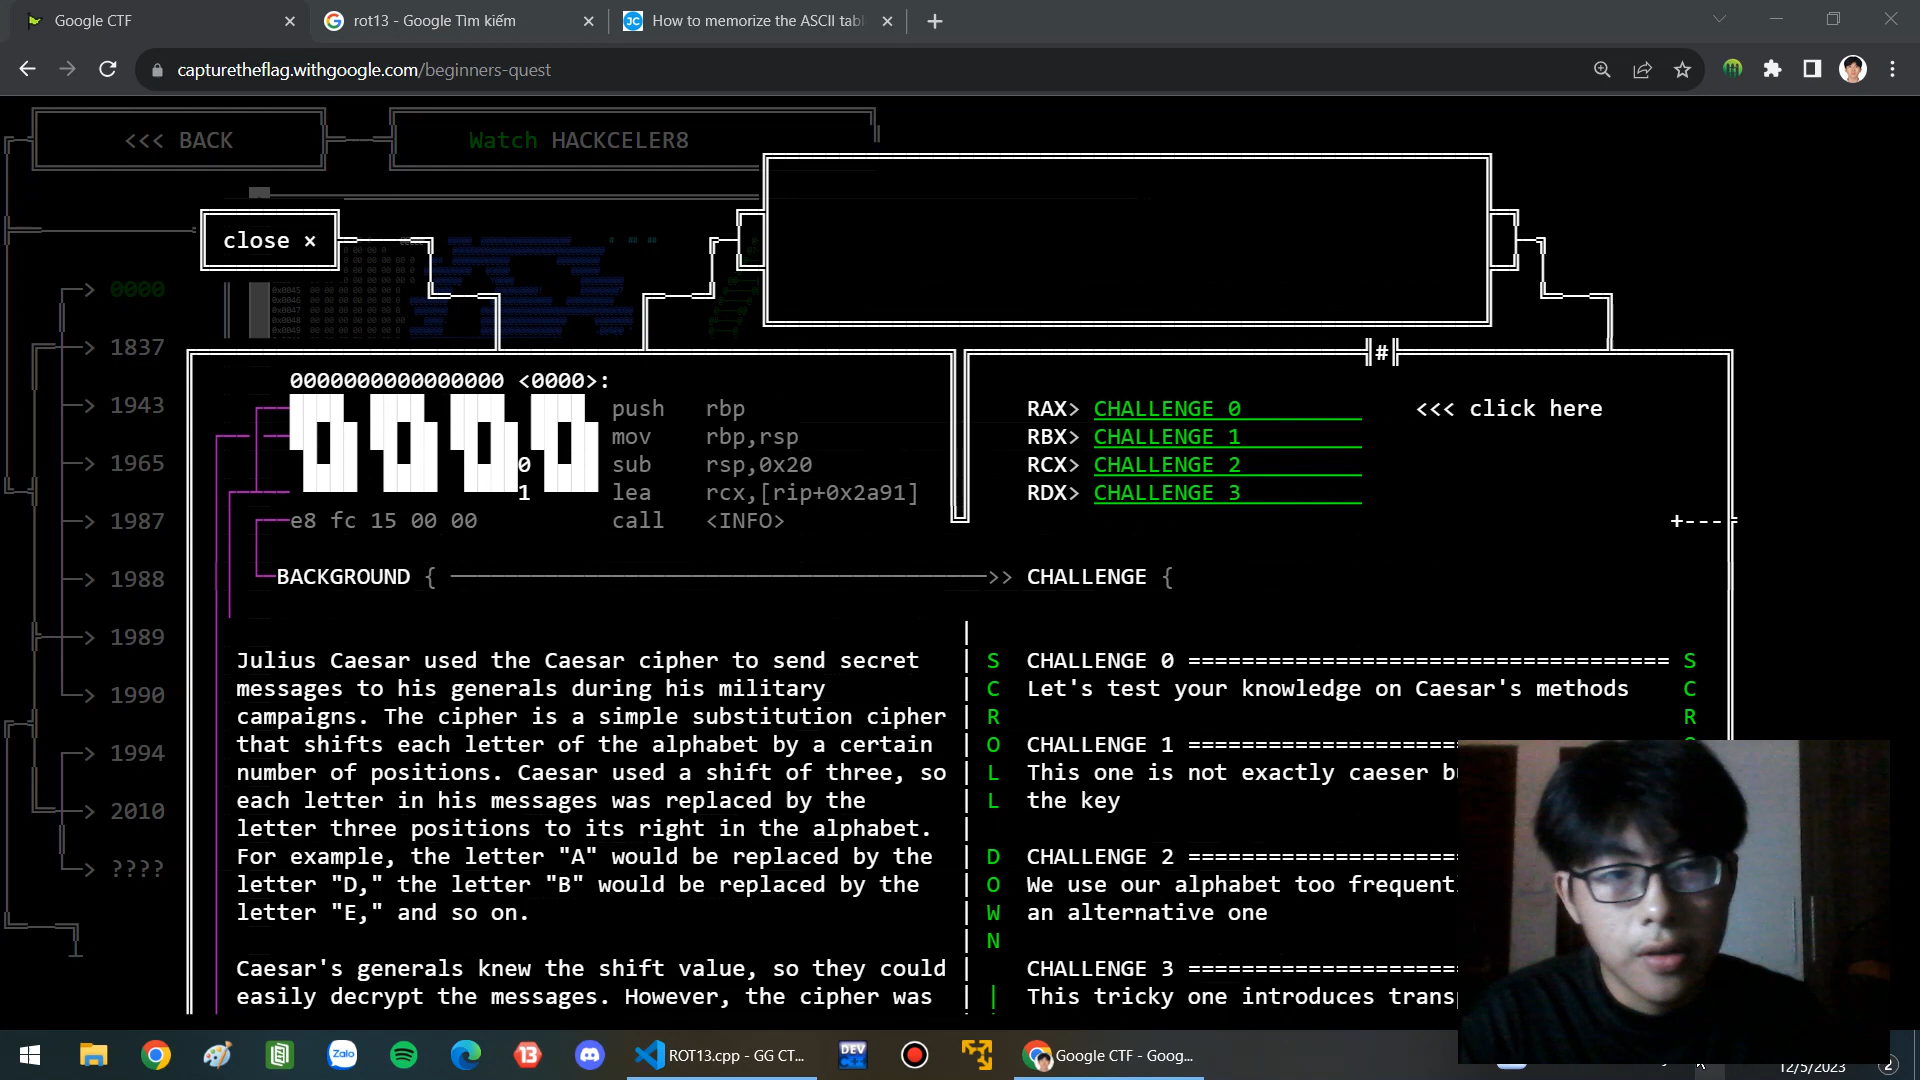 Google CTF
rot13 - Google Tìm kiếm
How to memorize the ASCII tabl
capturetheflag.withgoogle.com/beginners-quest
<<< BACK
Watch HACKCELER8
close ×
0000
1837
1943
1965
1987
1988
1989
1990
1994
2010
????
0000000000000000 <0000>:
0000
push rbp
mov rbp,rsp
0 sub rsp,0x20
1 lea rcx,[rip+0x2a91]
e8 fc 15 00 00 call <INFO>
#
RAX> CHALLENGE 0 <<< click here
RBX> CHALLENGE 1
RCX> CHALLENGE 2
RDX> CHALLENGE 3
BACKGROUND { >> CHALLENGE {
Julius Caesar used the Caesar cipher to send secret
messages to his generals during his military
campaigns. The cipher is a simple substitution cipher
that shifts each letter of the alphabet by a certain
number of positions. Caesar used a shift of three, so
each letter in his messages was replaced by the
letter three positions to its right in the alphabet.
For example, the letter "A" would be replaced by the
letter "D," the letter "B" would be replaced by the
letter "E," and so on.
Caesar's generals knew the shift value, so they could
easily decrypt the messages. However, the cipher was
SCROLL
DOWN
CHALLENGE 0 ====================================
Let's test your knowledge on Caesar's methods
CHALLENGE 1 ====================
This one is not exactly caeser b
the key
CHALLENGE 2 ====================
We use our alphabet too frequent
an alternative one
CHALLENGE 3 ====================
This tricky one introduces trans
SCR
Zalo
13
ROT13.cpp - GG CT...
DEV
Google CTF - Goog...
12/5/2023
2